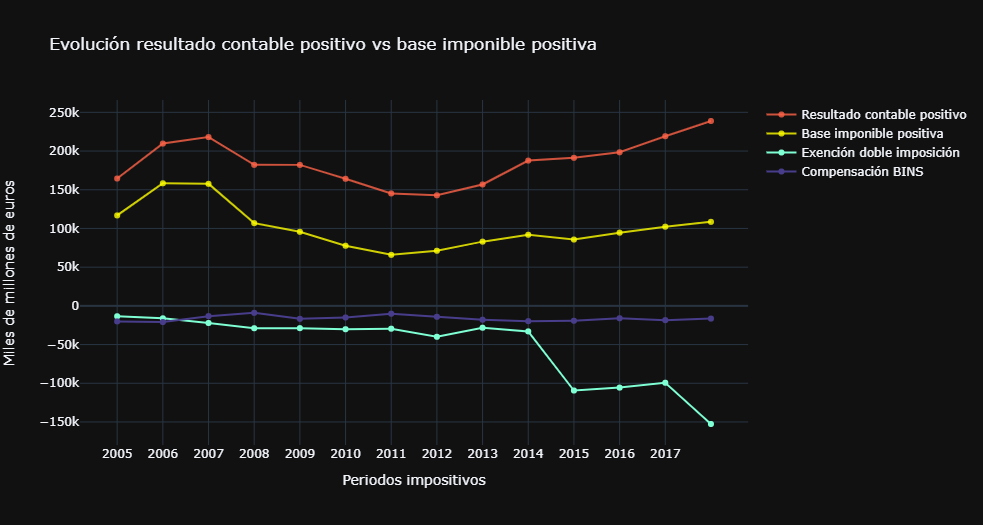 Evolución resultado contable positivo vs base imponible positiva
Miles de millones de euros
250k
200k
150k
100k
50k
0
−50k
−100k
−150k
2005 2006 2007 2008 2009 2010 2011 2012 2013 2014 2015 2016 2017
Periodos impositivos
Resultado contable positivo
Base imponible positiva
Exención doble imposición
Compensación BINS